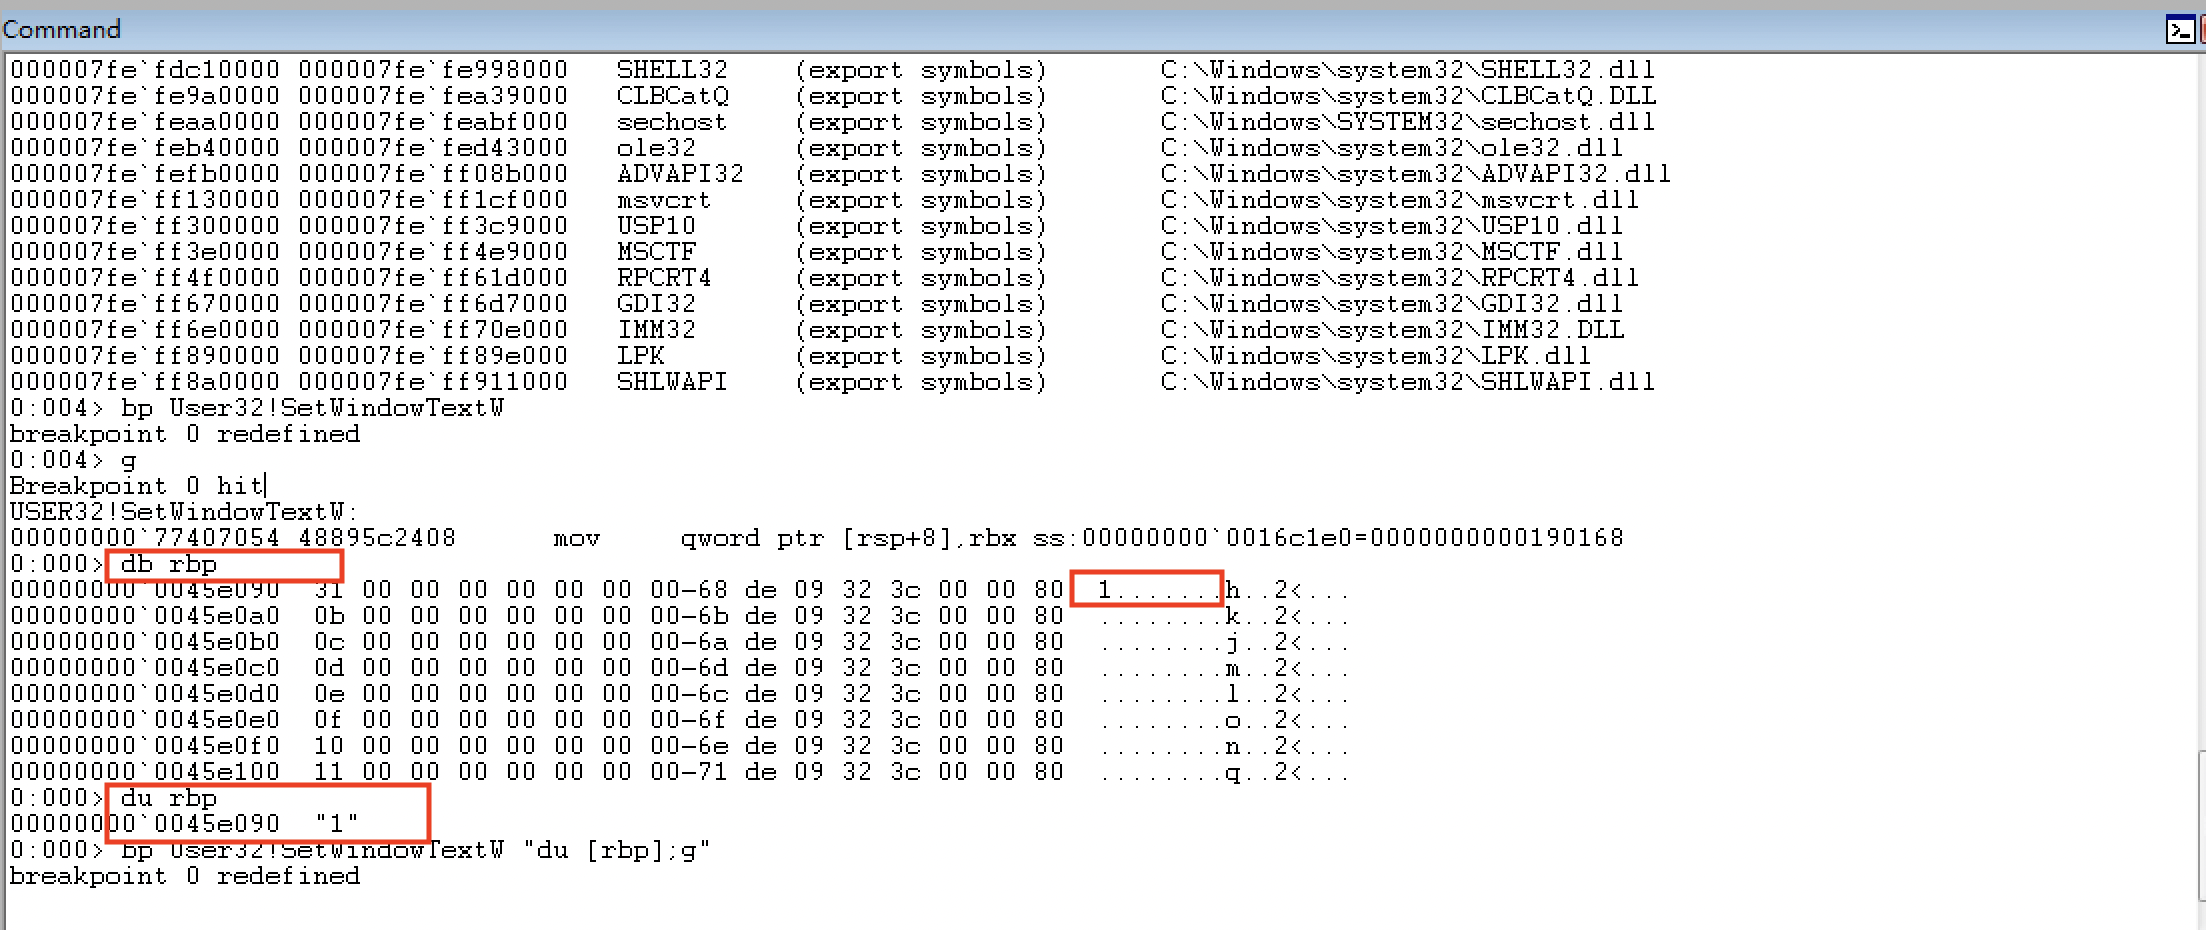 Command
000007fe`fdc10000 000007fe`fe998000   SHELL32    (export symbols)       C:\Windows\system32\SHELL32.dll
000007fe`fe9a0000 000007fe`fea39000   CLBCatQ    (export symbols)       C:\Windows\system32\CLBCatQ.DLL
000007fe`feaa0000 000007fe`feabf000   sechost    (export symbols)       C:\Windows\SYSTEM32\sechost.dll
000007fe`feb40000 000007fe`fed43000   ole32      (export symbols)       C:\Windows\system32\ole32.dll
000007fe`fefb0000 000007fe`ff08b000   ADVAPI32   (export symbols)       C:\Windows\system32\ADVAPI32.dll
000007fe`ff130000 000007fe`ff1cf000   msvcrt     (export symbols)       C:\Windows\system32\msvcrt.dll
000007fe`ff300000 000007fe`ff3c9000   USP10      (export symbols)       C:\Windows\system32\USP10.dll
000007fe`ff3e0000 000007fe`ff4e9000   MSCTF      (export symbols)       C:\Windows\system32\MSCTF.dll
000007fe`ff4f0000 000007fe`ff61d000   RPCRT4     (export symbols)       C:\Windows\system32\RPCRT4.dll
000007fe`ff670000 000007fe`ff6d7000   GDI32      (export symbols)       C:\Windows\system32\GDI32.dll
000007fe`ff6e0000 000007fe`ff70e000   IMM32      (export symbols)       C:\Windows\system32\IMM32.DLL
000007fe`ff890000 000007fe`ff89e000   LPK        (export symbols)       C:\Windows\system32\LPK.dll
000007fe`ff8a0000 000007fe`ff911000   SHLWAPI    (export symbols)       C:\Windows\system32\SHLWAPI.dll
0:004> bp User32!SetWindowTextW
breakpoint 0 redefined
0:004> g
Breakpoint 0 hit
USER32!SetWindowTextW:
00000000`77407054 48895c2408      mov     qword ptr [rsp+8],rbx ss:00000000`0016c1e0=0000000000190168
0:000> db rbp
00000000`0045e090  31 00 00 00 00 00 00 00-68 de 09 32 3c 00 00 80  1.......h..2<...
00000000`0045e0a0  0b 00 00 00 00 00 00 00-6b de 09 32 3c 00 00 80  ........k..2<...
00000000`0045e0b0  0c 00 00 00 00 00 00 00-6a de 09 32 3c 00 00 80  ........j..2<...
00000000`0045e0c0  0d 00 00 00 00 00 00 00-6d de 09 32 3c 00 00 80  ........m..2<...
00000000`0045e0d0  0e 00 00 00 00 00 00 00-6c de 09 32 3c 00 00 80  ........l..2<...
00000000`0045e0e0  0f 00 00 00 00 00 00 00-6f de 09 32 3c 00 00 80  ........o..2<...
00000000`0045e0f0  10 00 00 00 00 00 00 00-6e de 09 32 3c 00 00 80  ........n..2<...
00000000`0045e100  11 00 00 00 00 00 00 00-71 de 09 32 3c 00 00 80  ........q..2<...
0:000> du rbp
00000000`0045e090  "1"
0:000> bp User32!SetWindowTextW "du [rbp];g"
breakpoint 0 redefined